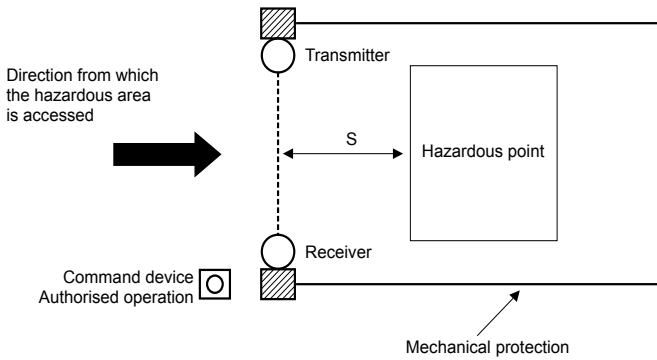 Transmitter
Direction from which
the hazardous area
is accessed
S
Hazardous point
Receiver
Command device
Authorised operation
Mechanical protection